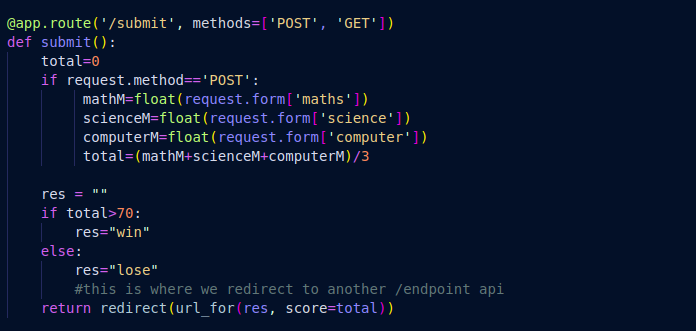 @app.route('/submit', methods=['POST', 'GET'])
def submit():
    total=0
    if request.method=='POST':
         mathM=float(request.form['maths'])
         scienceM=float(request.form['science'])
         computerM=float(request.form['computer'])
         total=(mathM+scienceM+computerM)/3

    res = ""
    if total>70:
        res="win"
    else:
        res="lose"
        #this is where we redirect to another /endpoint api
    return redirect(url_for(res, score=total))